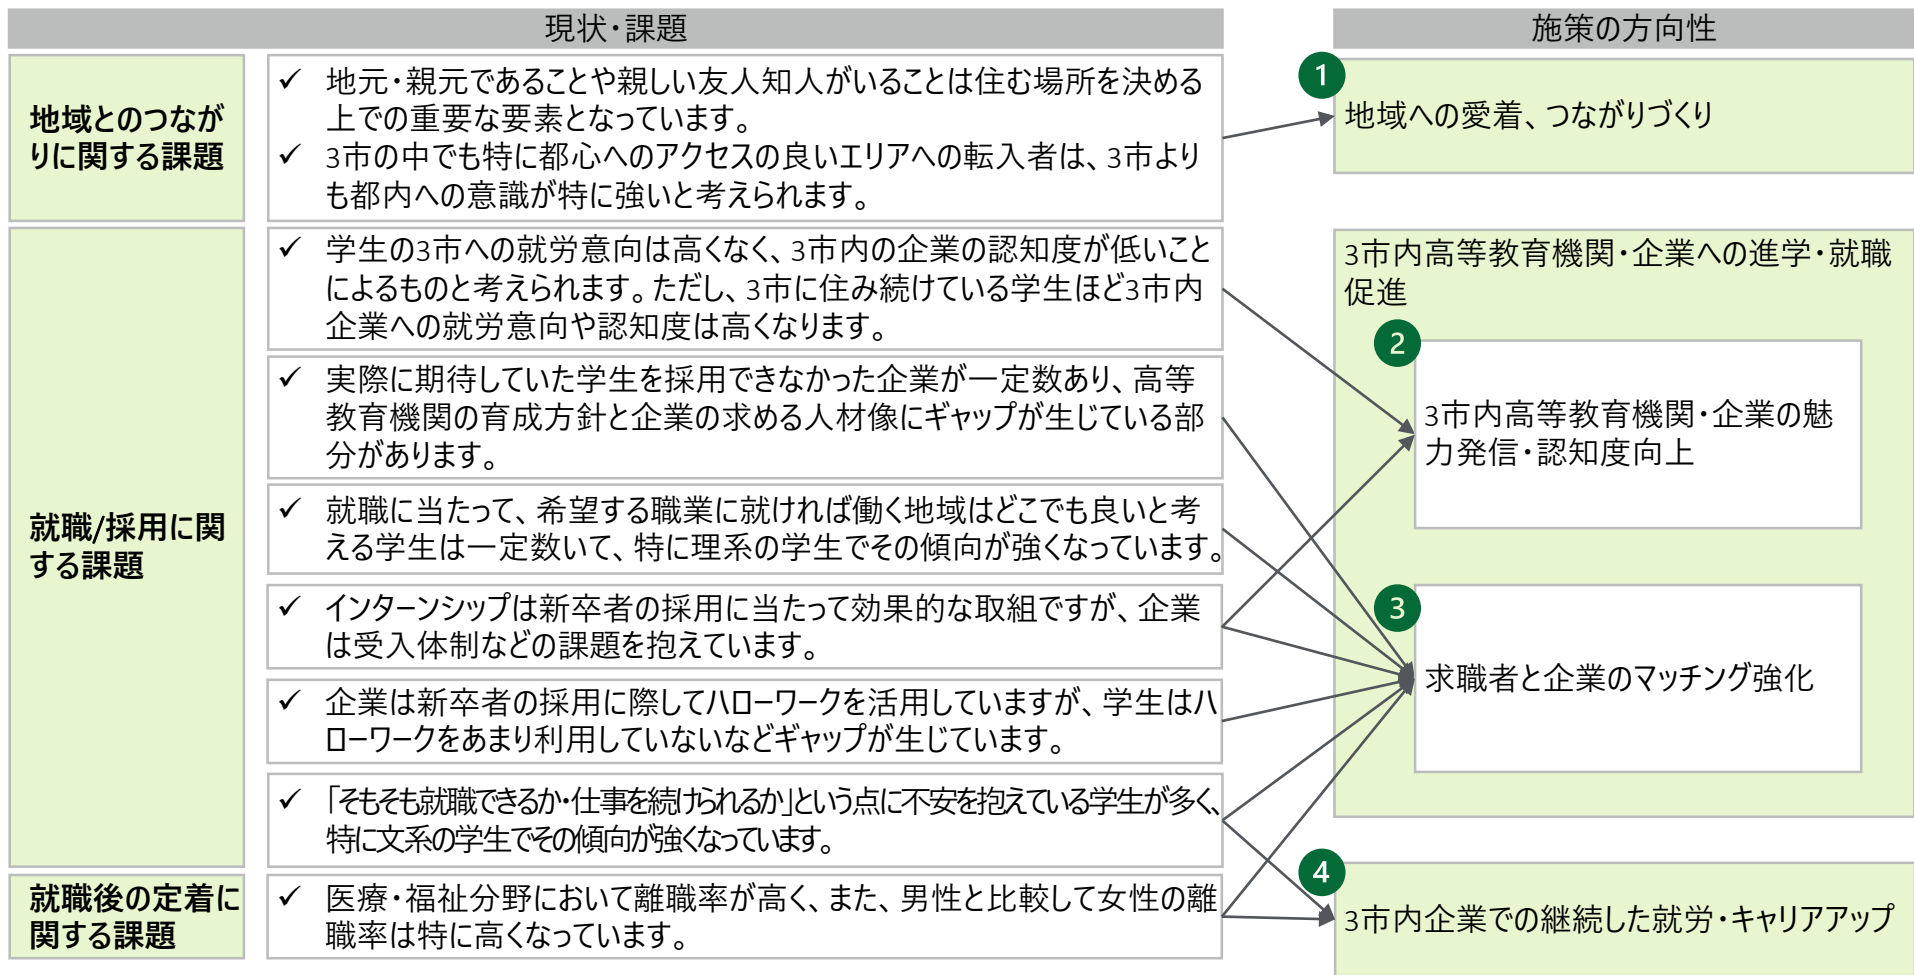 現状・課題
施策の方向性
地域とのつなが
りに関する課題
✓ 地元・親元であることや親しい友人知人がいることは住む場所を決める
上での重要な要素となっています。
✓ 3市の中でも特に都心へのアクセスの良いエリアへの転入者は、3市より
も都内への意識が特に強いと考えられます。
1
地域への愛着、つながりづくり
就職/採用に関
する課題
✓ 学生の3市への就労意向は高くなく、3市内の企業の認知度が低いこと
によるものと考えられます。ただし、3市に住み続けている学生ほど3市内
企業への就労意向や認知度は高くなります。
✓ 実際に期待していた学生を採用できなかった企業が一定数あり、高等
教育機関の育成方針と企業の求める人材像にギャップが生じている部
分があります。
✓ 就職に当たって、希望する職業に就ければ働く地域はどこでも良いと考
える学生は一定数いて、特に理系の学生でその傾向が強くなっています。
✓ インターンシップは新卒者の採用に当たって効果的な取組ですが、企業
は受入体制などの課題を抱えています。
✓ 企業は新卒者の採用に際してハローワークを活用していますが、学生はハ
ローワークをあまり利用していないなどギャップが生じています。
✓ 「そもそも就職できるか・仕事を続けられるか」という点に不安を抱えている学生が多く、
特に文系の学生でその傾向が強くなっています。
3市内高等教育機関・企業への進学・就職
促進
2
3市内高等教育機関・企業の魅
力発信・認知度向上
3
求職者と企業のマッチング強化
就職後の定着に
関する課題
✓ 医療・福祉分野において離職率が高く、また、男性と比較して女性の離
職率は特に高くなっています。
4
3市内企業での継続した就労・キャリアアップ